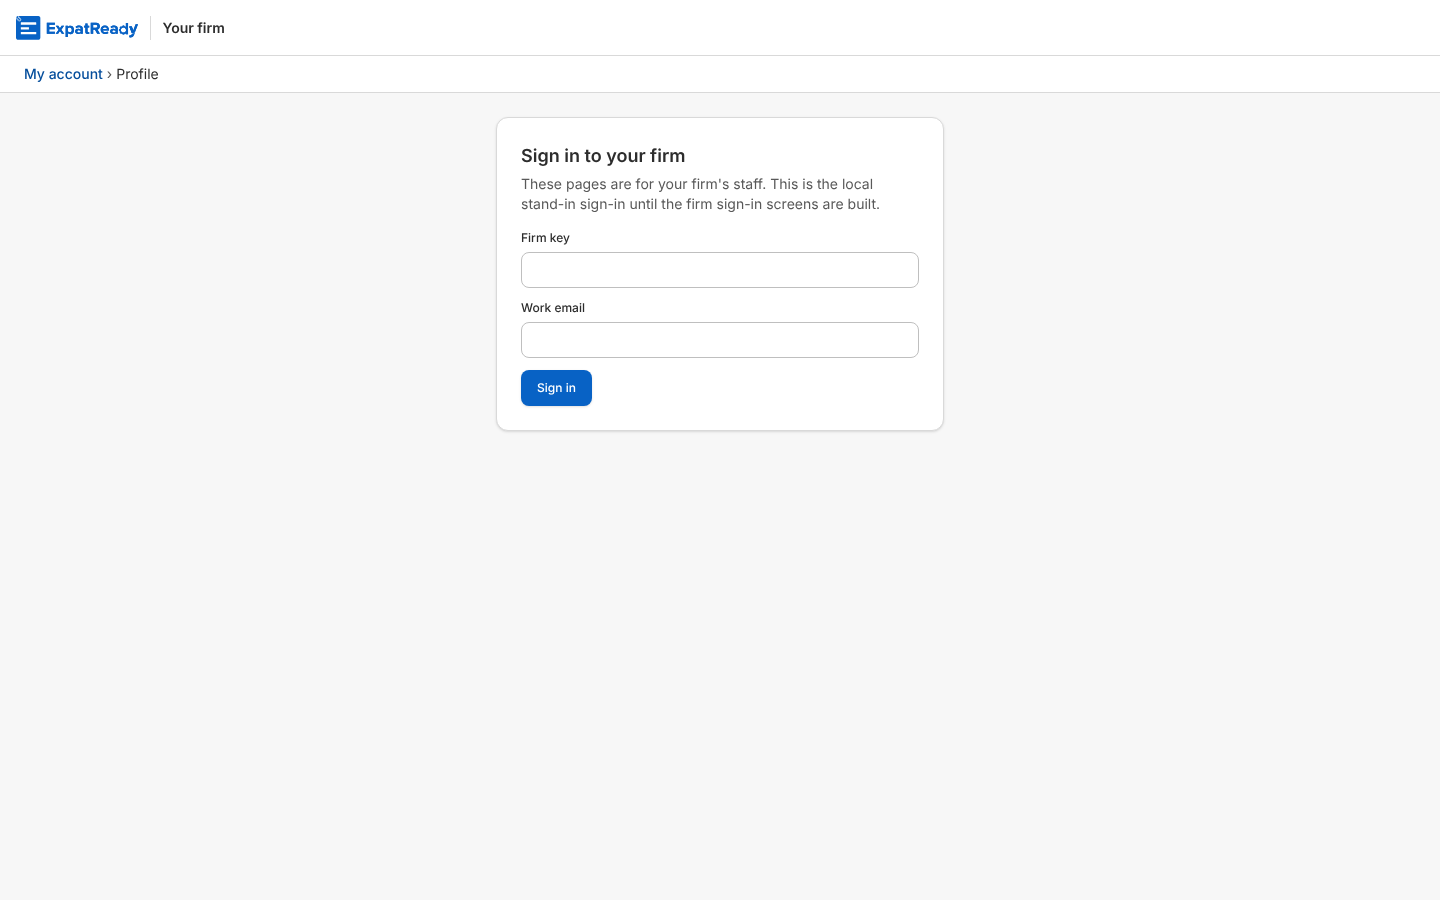 ExpatReady
Your firm
My account › Profile
Sign in to your firm
These pages are for your firm's staff. This is the local
stand-in sign-in until the firm sign-in screens are built.
Firm key
Work email
Sign in